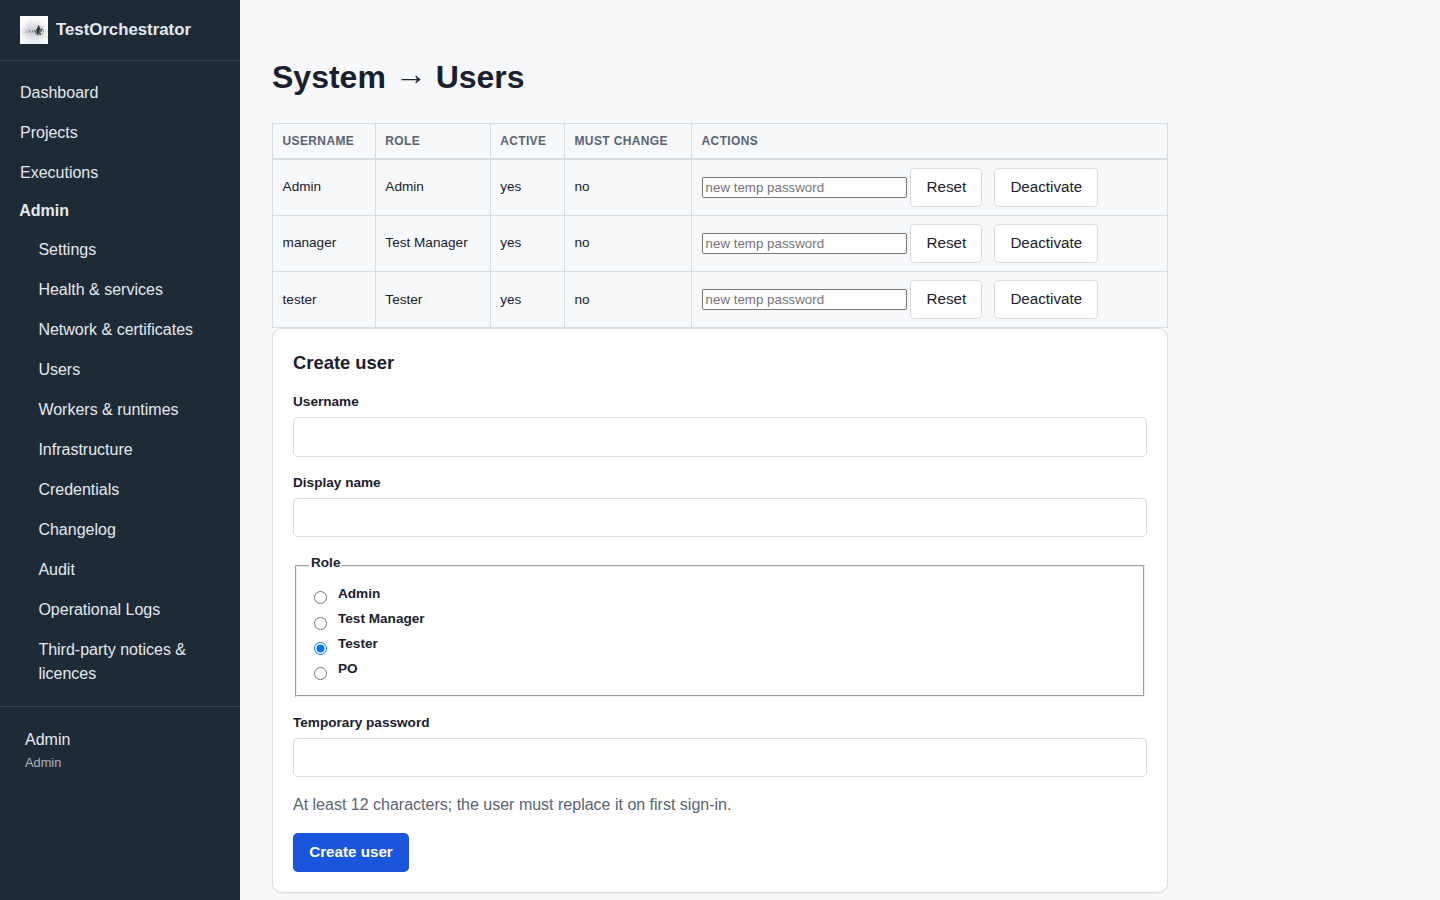 TestOrchestrator
Dashboard
Projects
Executions
Admin
Settings
Health & services
Network & certificates
Users
Workers & runtimes
Infrastructure
Credentials
Changelog
Audit
Operational Logs
Third-party notices &
licences
Admin
Admin
System → Users
USERNAME ROLE ACTIVE MUST CHANGE ACTIONS
Admin Admin yes no new temp password Reset Deactivate
manager Test Manager yes no new temp password Reset Deactivate
tester Tester yes no new temp password Reset Deactivate
Create user
Username
Display name
Role
Admin
Test Manager
Tester
PO
Temporary password
At least 12 characters; the user must replace it on first sign-in.
Create user